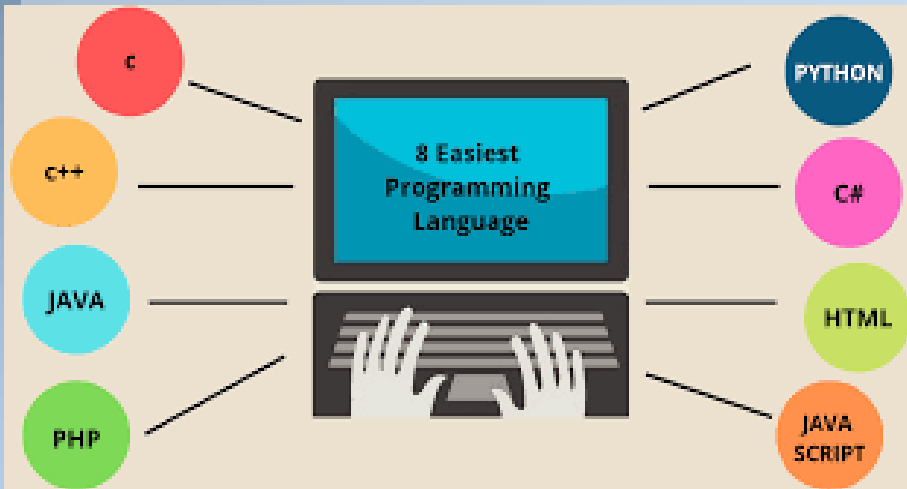 8 Easiest
Programming
Language
c
c++
JAVA
PHP
PYTHON
C#
HTML
JAVA
SCRIPT